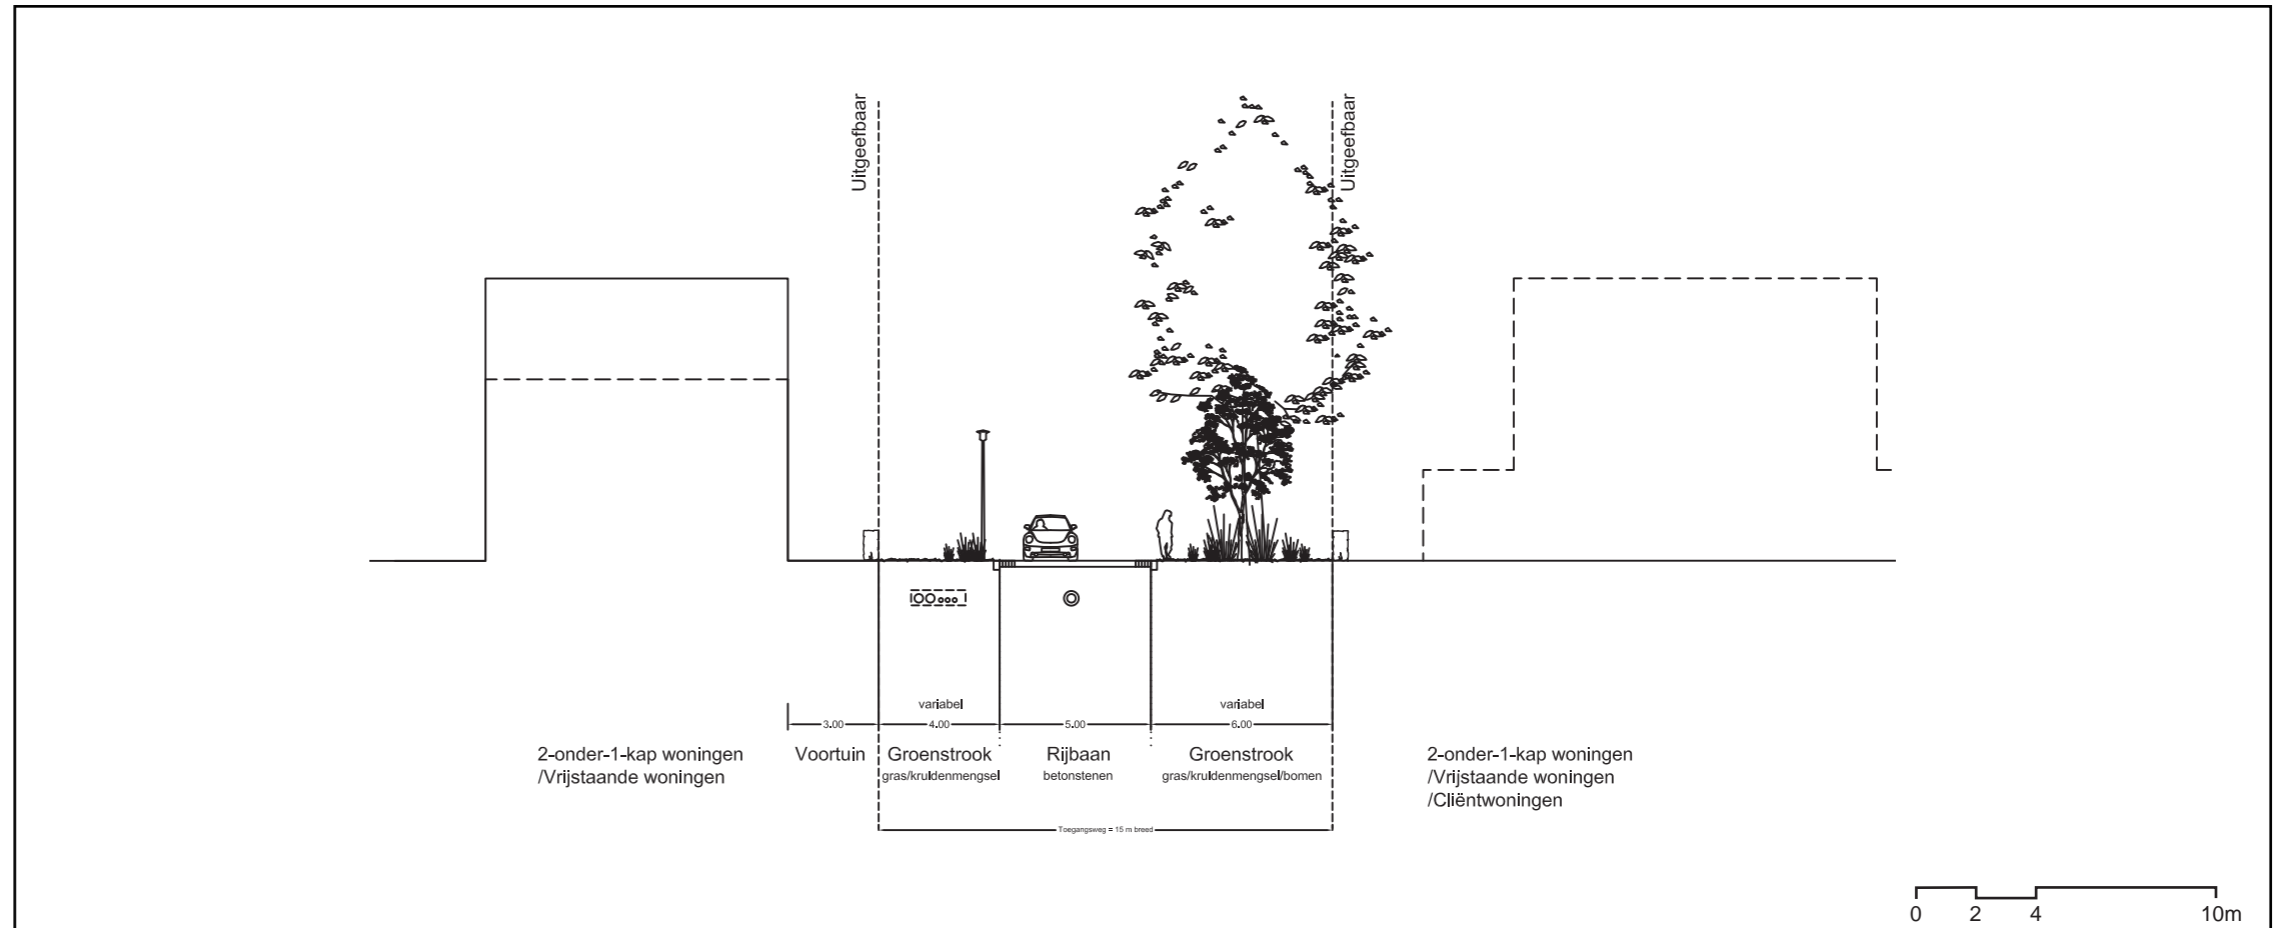 Uitgeefbaar
Uitgeefbaar
variabel
variabel
3.00
4.00
5.00
6.00
2-onder-1-kap woningen
/Vrijstaande woningen
Voortuin
Groenstrook
gras/kruidenmengsel
Rijbaan
betonstenen
Groenstrook
gras/kruidenmengsel/bomen
2-onder-1-kap woningen
/Vrijstaande woningen
/Cliëntwoningen
Toegangsweg = 15 m breed
0 2 4 10m